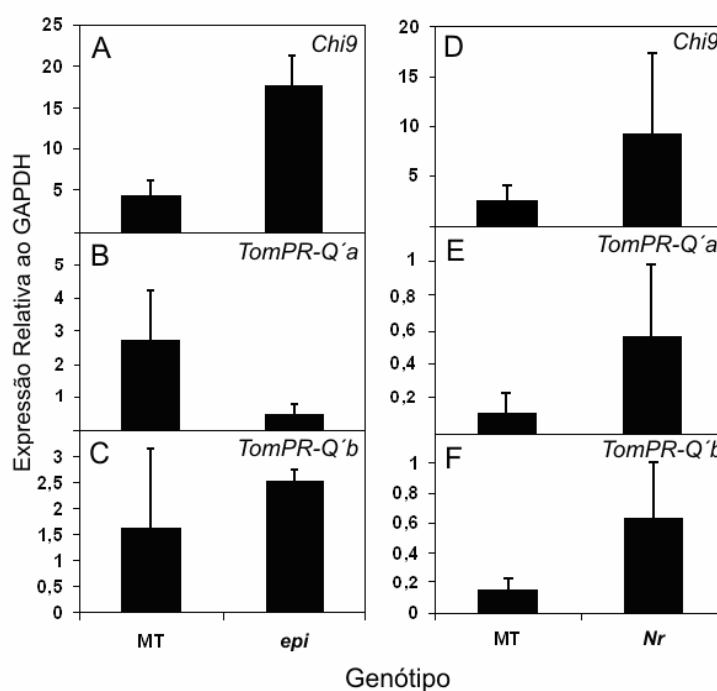 Expressão Relativa ao GAPDH
A
Chi9
25
20
15
10
5
B
TomPR-Q´a
5
4
3
2
1
C
TomPR-Q´b
3
2,5
2
1,5
1
0,5
0
MT
epi
D
Chi9
20
15
10
5
E
TomPR-Q´a
1
0,8
0,6
0,4
0,2
F
TomPR-Q´b
1
0,8
0,6
0,4
0,2
0
MT
Nr
Genótipo